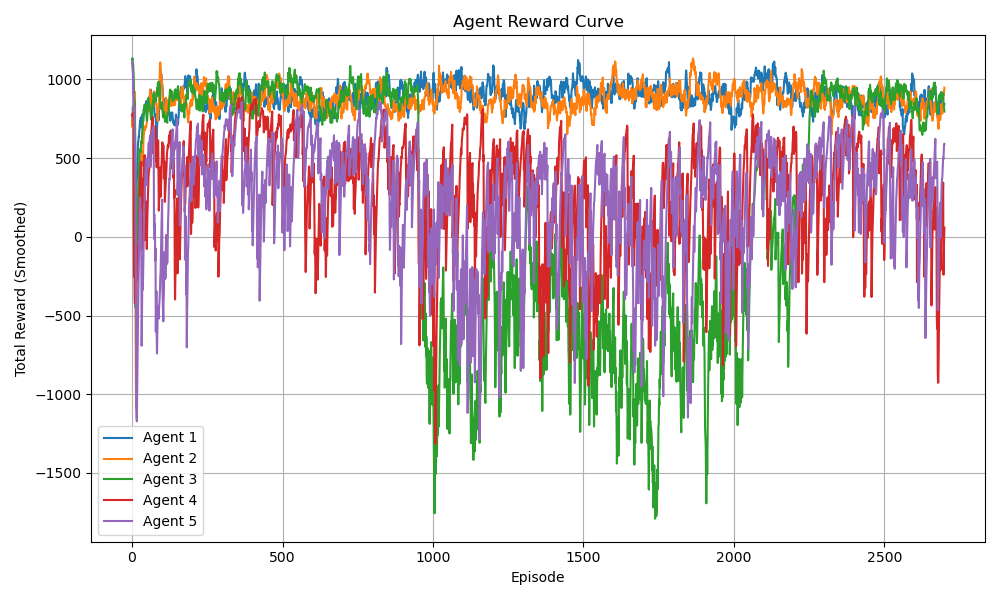 Agent Reward Curve
Total Reward (Smoothed)
1000
500
0
−500
−1000
−1500
Agent 1
Agent 2
Agent 3
Agent 4
Agent 5
0 500 1000 1500 2000 2500
Episode